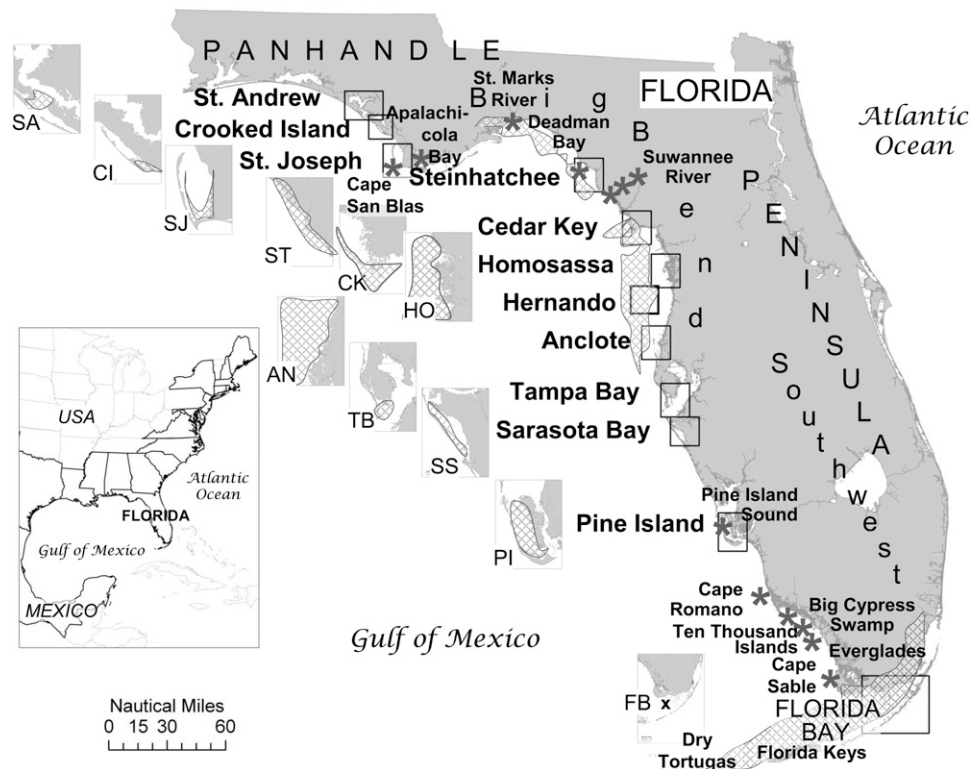 PANHANDLE
St. Marks
River
Big Bend
FLORIDA
Atlantic
Ocean
SA
St. Andrew
Crooked Island
St. Joseph
Apalachi-
cola
Bay
Deadman
Bay
CI
Cape
San Blas
Steinhatchee
Suwannee
River
PENINSULA
SJ
ST
CK
HO
Cedar Key
Homosassa
Hernando
Anclote
AN
TB
Tampa Bay
Sarasota Bay
Southwest
SS
PI
Pine Island
Pine Island
Sound
USA
Atlantic
Ocean
FLORIDA
Gulf of Mexico
MEXICO
Gulf of Mexico
Cape
Romano
Ten Thousand
Islands
Big Cypress
Swamp
Everglades
Cape
Sable
FB
x
FLORIDA
BAY
Dry
Tortugas
Florida Keys
Nautical Miles
0 15 30 60